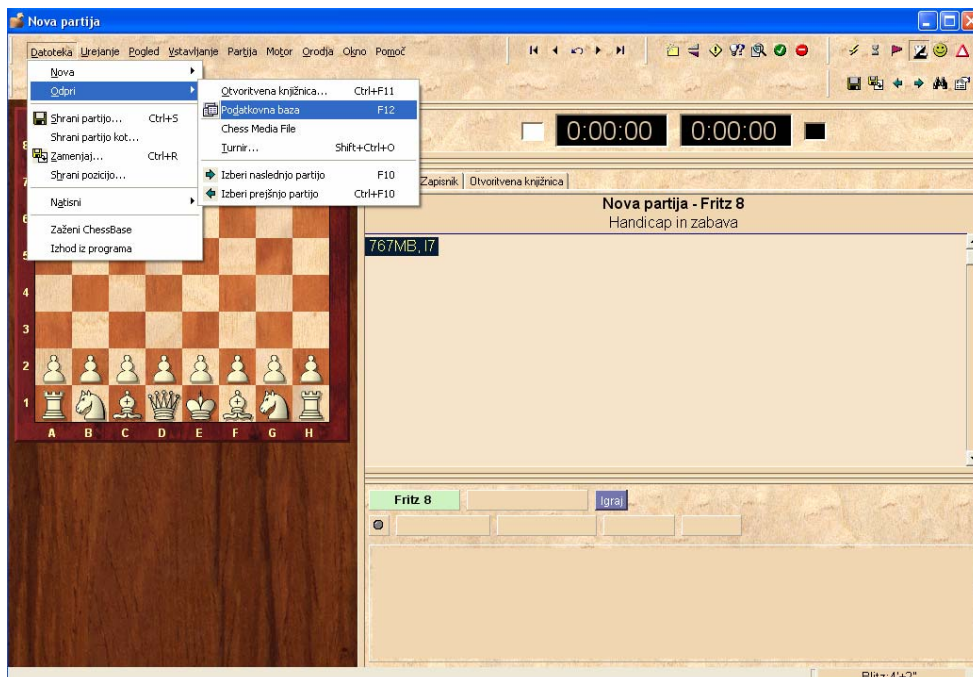 Nova partija
Datoteka Urejanje Pogled Vstavljanje Partija Motor Orodja Okno Pomoč
Nova
Odpri
Shrani partijo... Ctrl+S
Shrani partijo kot...
Zamenjaj... Ctrl+R
Shrani pozicijo...
Natisni
Zaženi ChessBase
Izhod iz programa
Otvoritvena knjižnica... Ctrl+F11
Podatkovna baza F12
Chess Media File
Turnir... Shift+Ctrl+O
Izberi naslednjo partijo F10
Izberi prejšnjo partijo Ctrl+F10
0:00:00 0:00:00
Zapisnik Otvoritvena knjižnica
Nova partija - Fritz 8
Handicap in zabava
767MB, I7
4
3
2
1
A B C D E F G H
Fritz 8 Igraj
Blitz:4'+2"